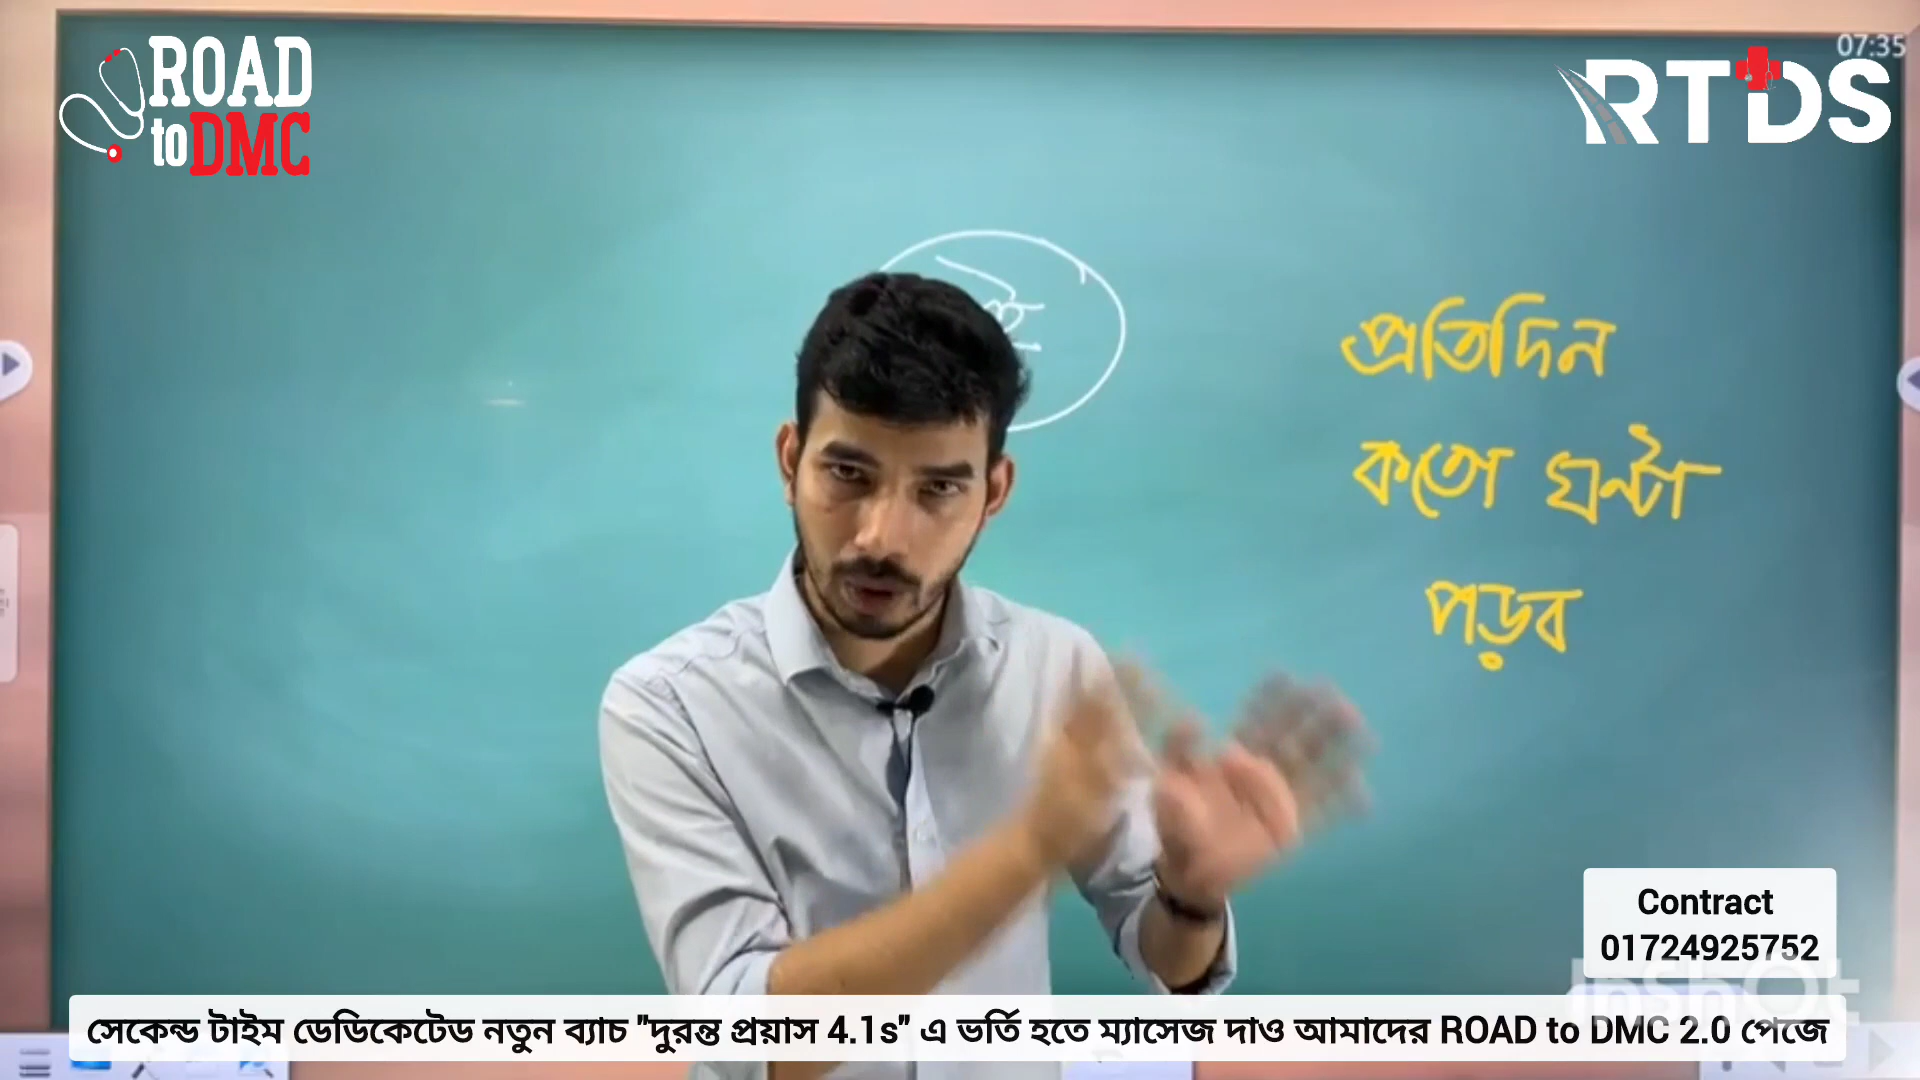 ROAD
to DMC
07:35
RTDS
প্রতিদিন
কতো ঘন্টা
পড়ব
Contract
01724925752
সেকেন্ড টাইম ডেডিকেটেড নতুন ব্যাচ "দুরন্ত প্রয়াস 4.1s" এ ভর্তি হতে ম্যাসেজ দাও আমাদের ROAD to DMC 2.0 পেজে